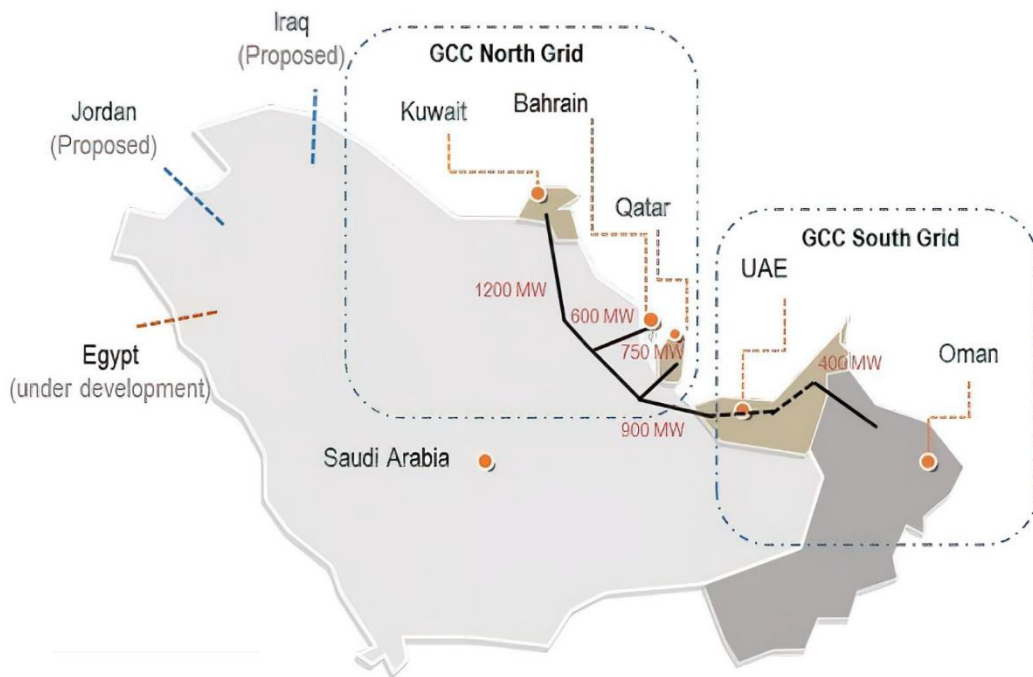 Iraq
(Proposed)
GCC North Grid
Jordan
(Proposed)
Kuwait
Bahrain
Qatar
GCC South Grid
UAE
1200 MW
600 MW
750 MW
400 MW
Egypt
(under development)
Oman
900 MW
Saudi Arabia